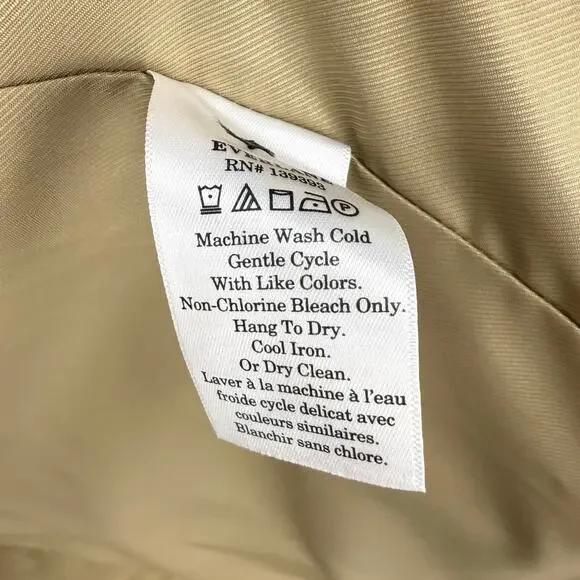 EVERLANE
RN# 139393
P
Machine Wash Cold
Gentle Cycle
With Like Colors.
Non-Chlorine Bleach Only.
Hang To Dry.
Cool Iron.
Or Dry Clean.
Laver à la machine à l'eau
froide cycle delicat avec
couleurs similaires.
Blanchir sans chlore.